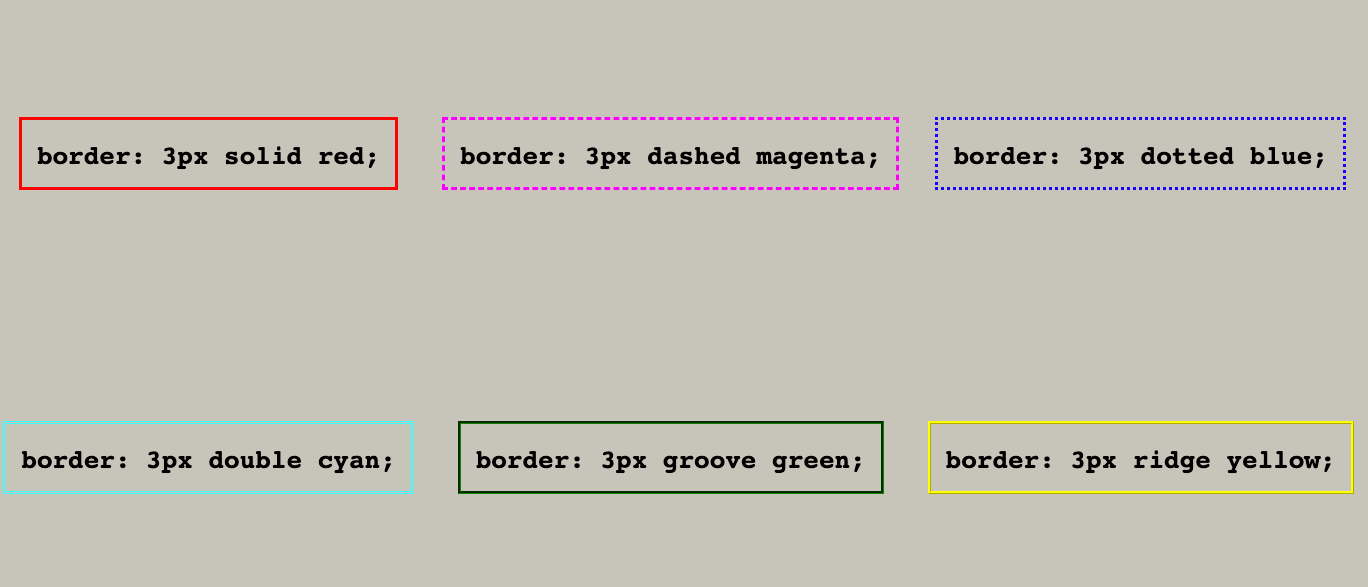 border: 3px solid red;
border: 3px dashed magenta;
border: 3px dotted blue;
border: 3px double cyan;
border: 3px groove green;
border: 3px ridge yellow;